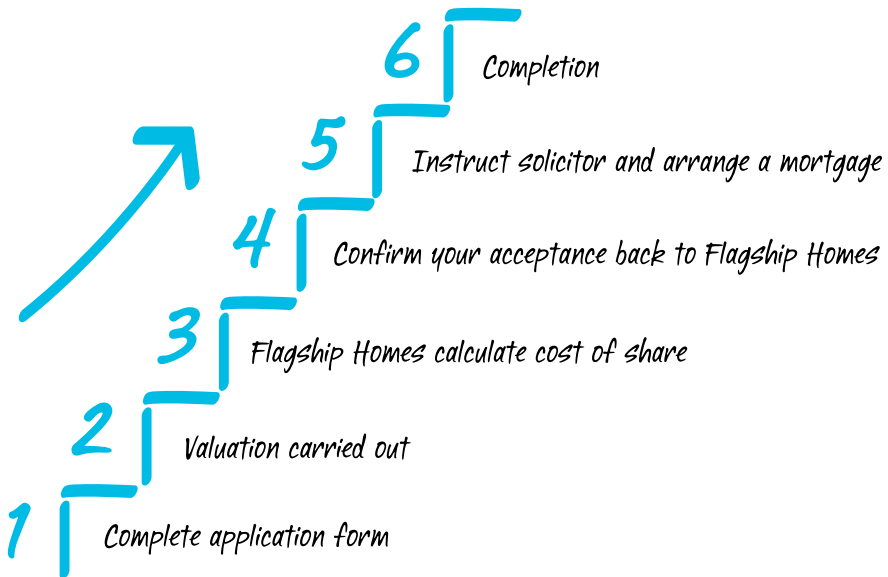 6
Completion
5
Instruct solicitor and arrange a mortgage
4
Confirm your acceptance back to Flagship Homes
3
Flagship Homes calculate cost of share
2
Valuation carried out
1
Complete application form